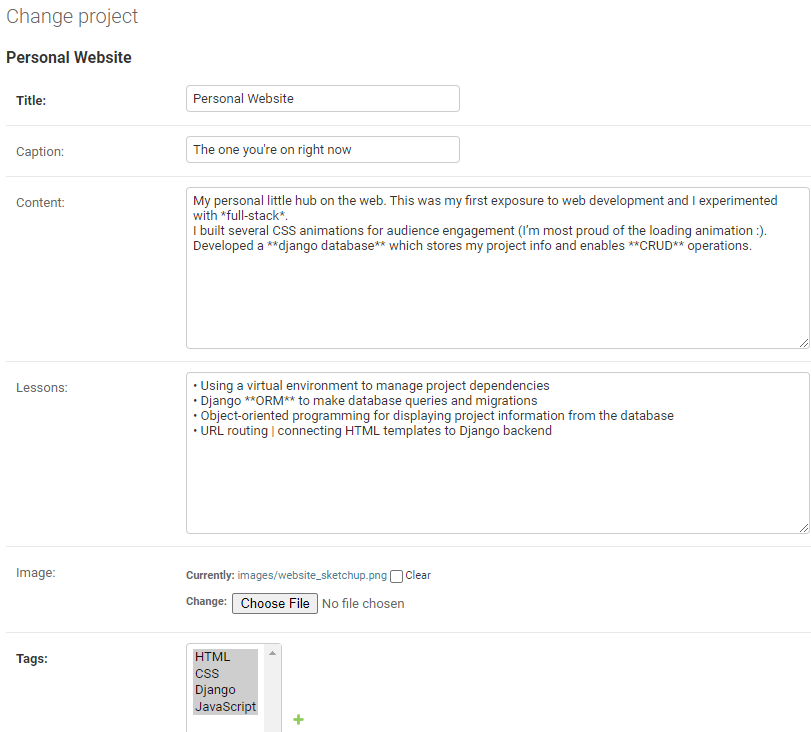 Change project
Personal Website
Title:
Personal Website
Caption:
The one you're on right now
Content:
My personal little hub on the web. This was my first exposure to web development and I experimented
with *full-stack*.
I built several CSS animations for audience engagement (I’m most proud of the loading animation :).
Developed a **django database** which stores my project info and enables **CRUD** operations.
Lessons:
• Using a virtual environment to manage project dependencies
• Django **ORM** to make database queries and migrations
• Object-oriented programming for displaying project information from the database
• URL routing | connecting HTML templates to Django backend
Image:
Currently: images/website_sketchup.png Clear
Change: Choose File No file chosen
Tags:
HTML
CSS
Django
JavaScript